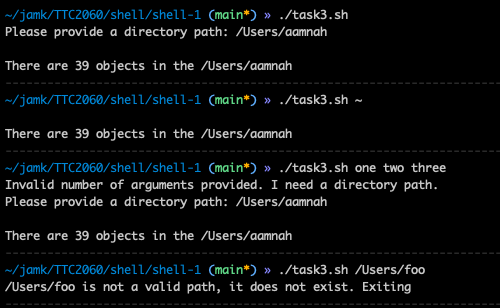 ~/jamk/TTC2060/shell/shell-1 (main*) » ./task3.sh
Please provide a directory path: /Users/aamnah
There are 39 objects in the /Users/aamnah
~/jamk/TTC2060/shell/shell-1 (main*) » ./task3.sh ~
There are 39 objects in the /Users/aamnah
~/jamk/TTC2060/shell/shell-1 (main*) » ./task3.sh one two three
Invalid number of arguments provided. I need a directory path.
Please provide a directory path: /Users/aamnah
There are 39 objects in the /Users/aamnah
~/jamk/TTC2060/shell/shell-1 (main*) » ./task3.sh /Users/foo
/Users/foo is not a valid path, it does not exist. Exiting